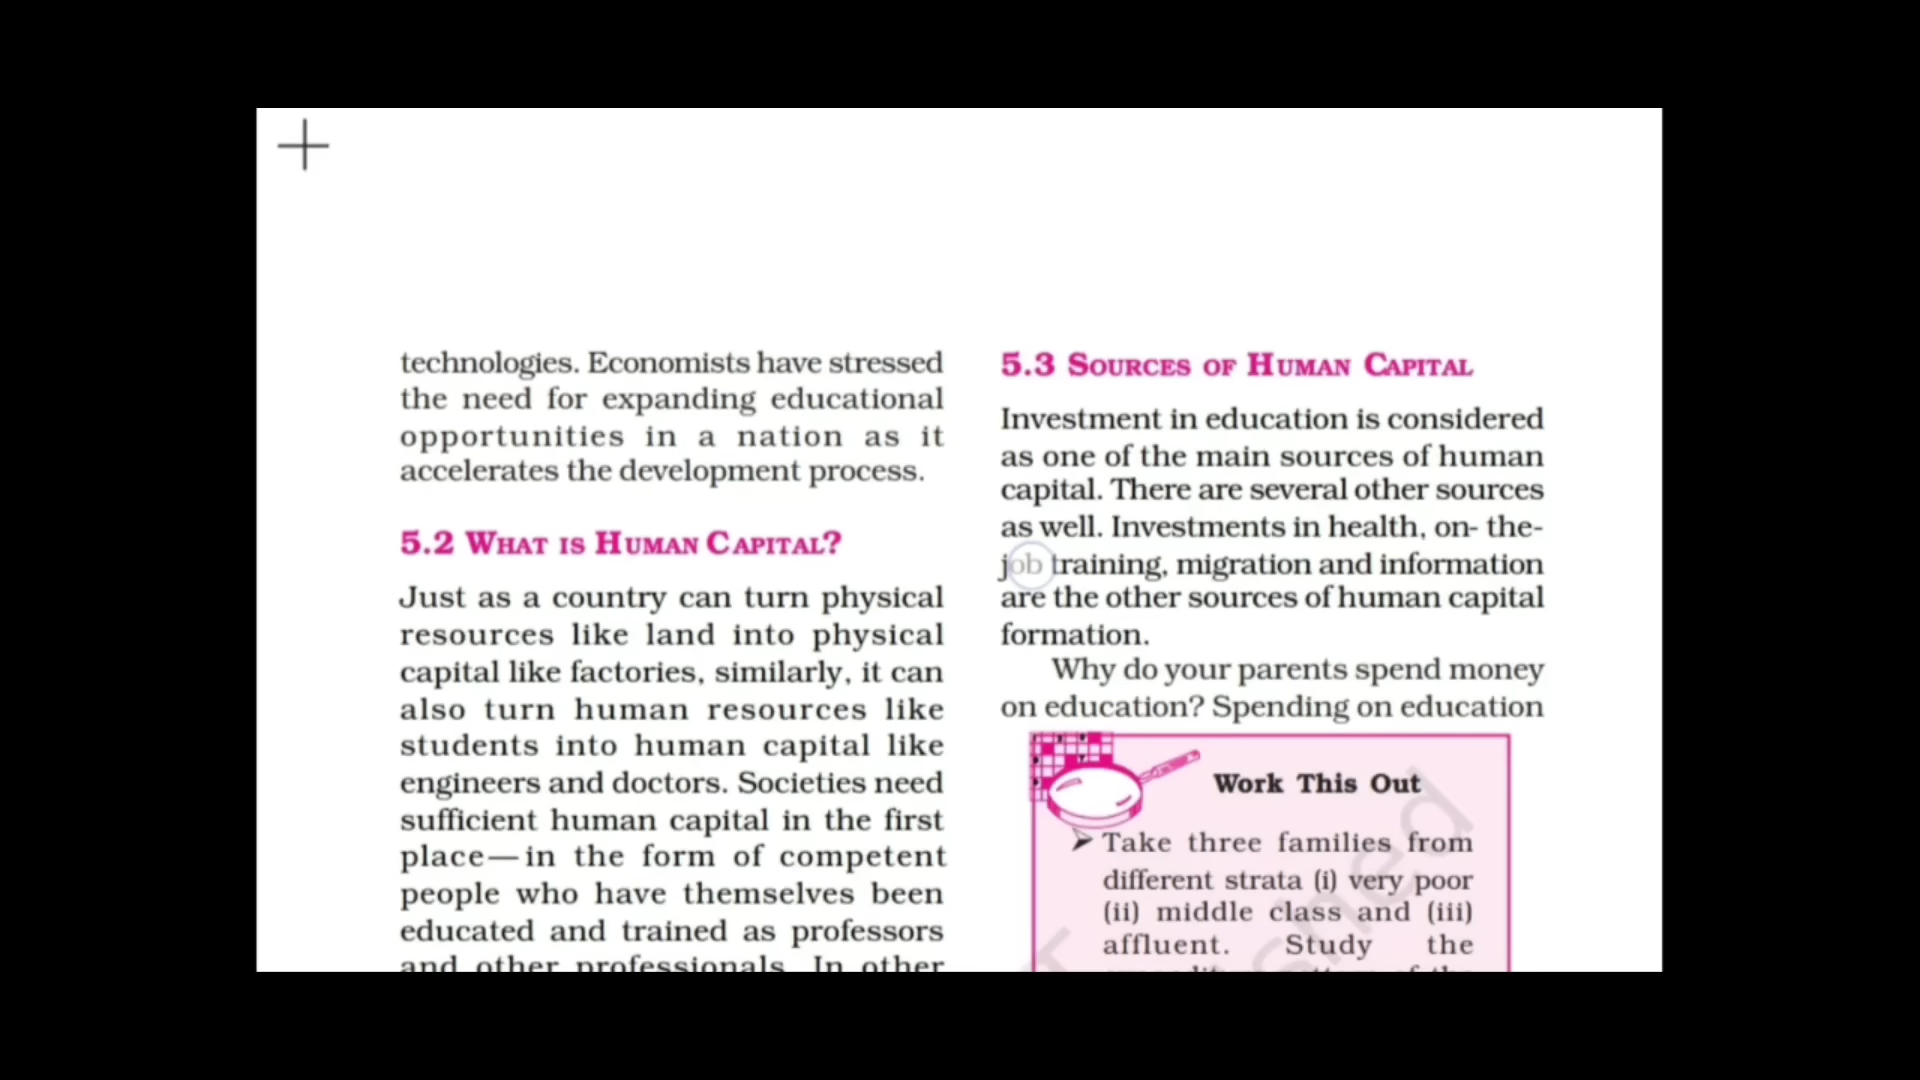 technologies. Economists have stressed
the need for expanding educational
opportunities in a nation as it
accelerates the development process.
5.2 WHAT IS HUMAN CAPITAL?
Just as a country can turn physical
resources like land into physical
capital like factories, similarly, it can
also turn human resources like
students into human capital like
engineers and doctors. Societies need
sufficient human capital in the first
place—in the form of competent
people who have themselves been
educated and trained as professors
and other professionals. In other
5.3 SOURCES OF HUMAN CAPITAL
Investment in education is considered
as one of the main sources of human
capital. There are several other sources
as well. Investments in health, on- the-
job training, migration and information
are the other sources of human capital
formation.
Why do your parents spend money
on education? Spending on education
Work This Out
➢ Take three families from
different strata (i) very poor
(ii) middle class and (iii)
affluent. Study the